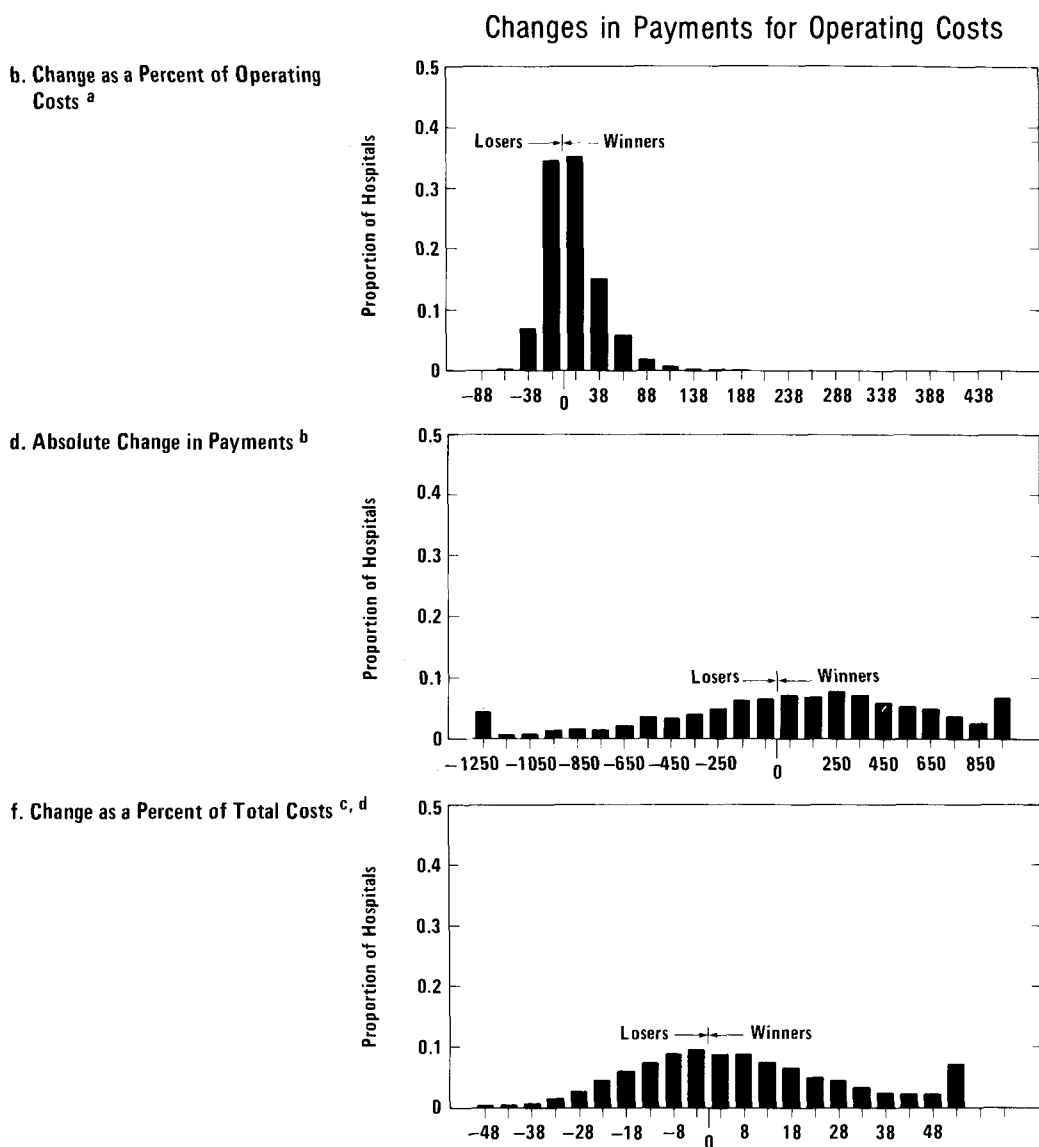 Changes in Payments for Operating Costs
b. Change as a Percent of Operating
Costs a
Proportion of Hospitals
0.5
0.4
0.3
0.2
0.1
0
Losers
Winners
-88 -38 0 38 88 138 188 238 288 338 388 438
d. Absolute Change in Payments b
Proportion of Hospitals
0.5
0.4
0.3
0.2
0.1
0
Losers
Winners
-1250 -1050 -850 -650 -450 -250 0 250 450 650 850
f. Change as a Percent of Total Costs c, d
Proportion of Hospitals
0.5
0.4
0.3
0.2
0.1
0
Losers
Winners
-48 -38 -28 -18 -8 0 8 18 28 38 48